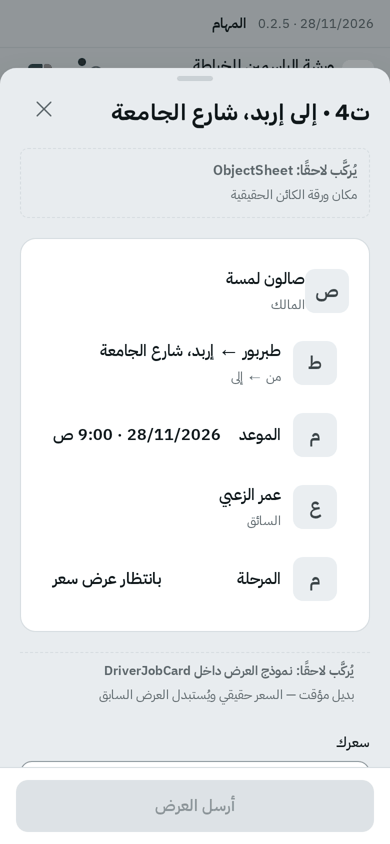 المهام 0.2.5 · 28/11/2026
ورشة الياسمين للخياطة
ت4 • إلى إربد، شارع الجامعة
يُركَّب لاحقًا: ObjectSheet
مكان ورقة الكائن الحقيقية
ص
صالون لمسة
المالك
ط
طبربور ← إربد، شارع الجامعة
من ← إلى
م
الموعد
28/11/2026 · 9:00 ص
ع
عمر الزعبي
السائق
م
المرحلة
بانتظار عرض سعر
يُركَّب لاحقًا: نموذج العرض داخل DriverJobCard
بديل مؤقت — السعر حقيقي ويُستبدل العرض السابق
سعرك
أرسل العرض